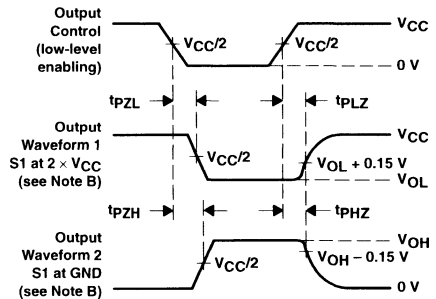 Output
Control
(low-level
enabling)
VCC/2
VCC/2
VCC
0 V
tPZL
tPLZ
Output
Waveform 1
S1 at 2 × VCC
(see Note B)
VCC/2
VCC
VOL + 0.15 V
VOL
tPZH
tPHZ
Output
Waveform 2
S1 at GND
(see Note B)
VCC/2
VOH
VOH − 0.15 V
0 V